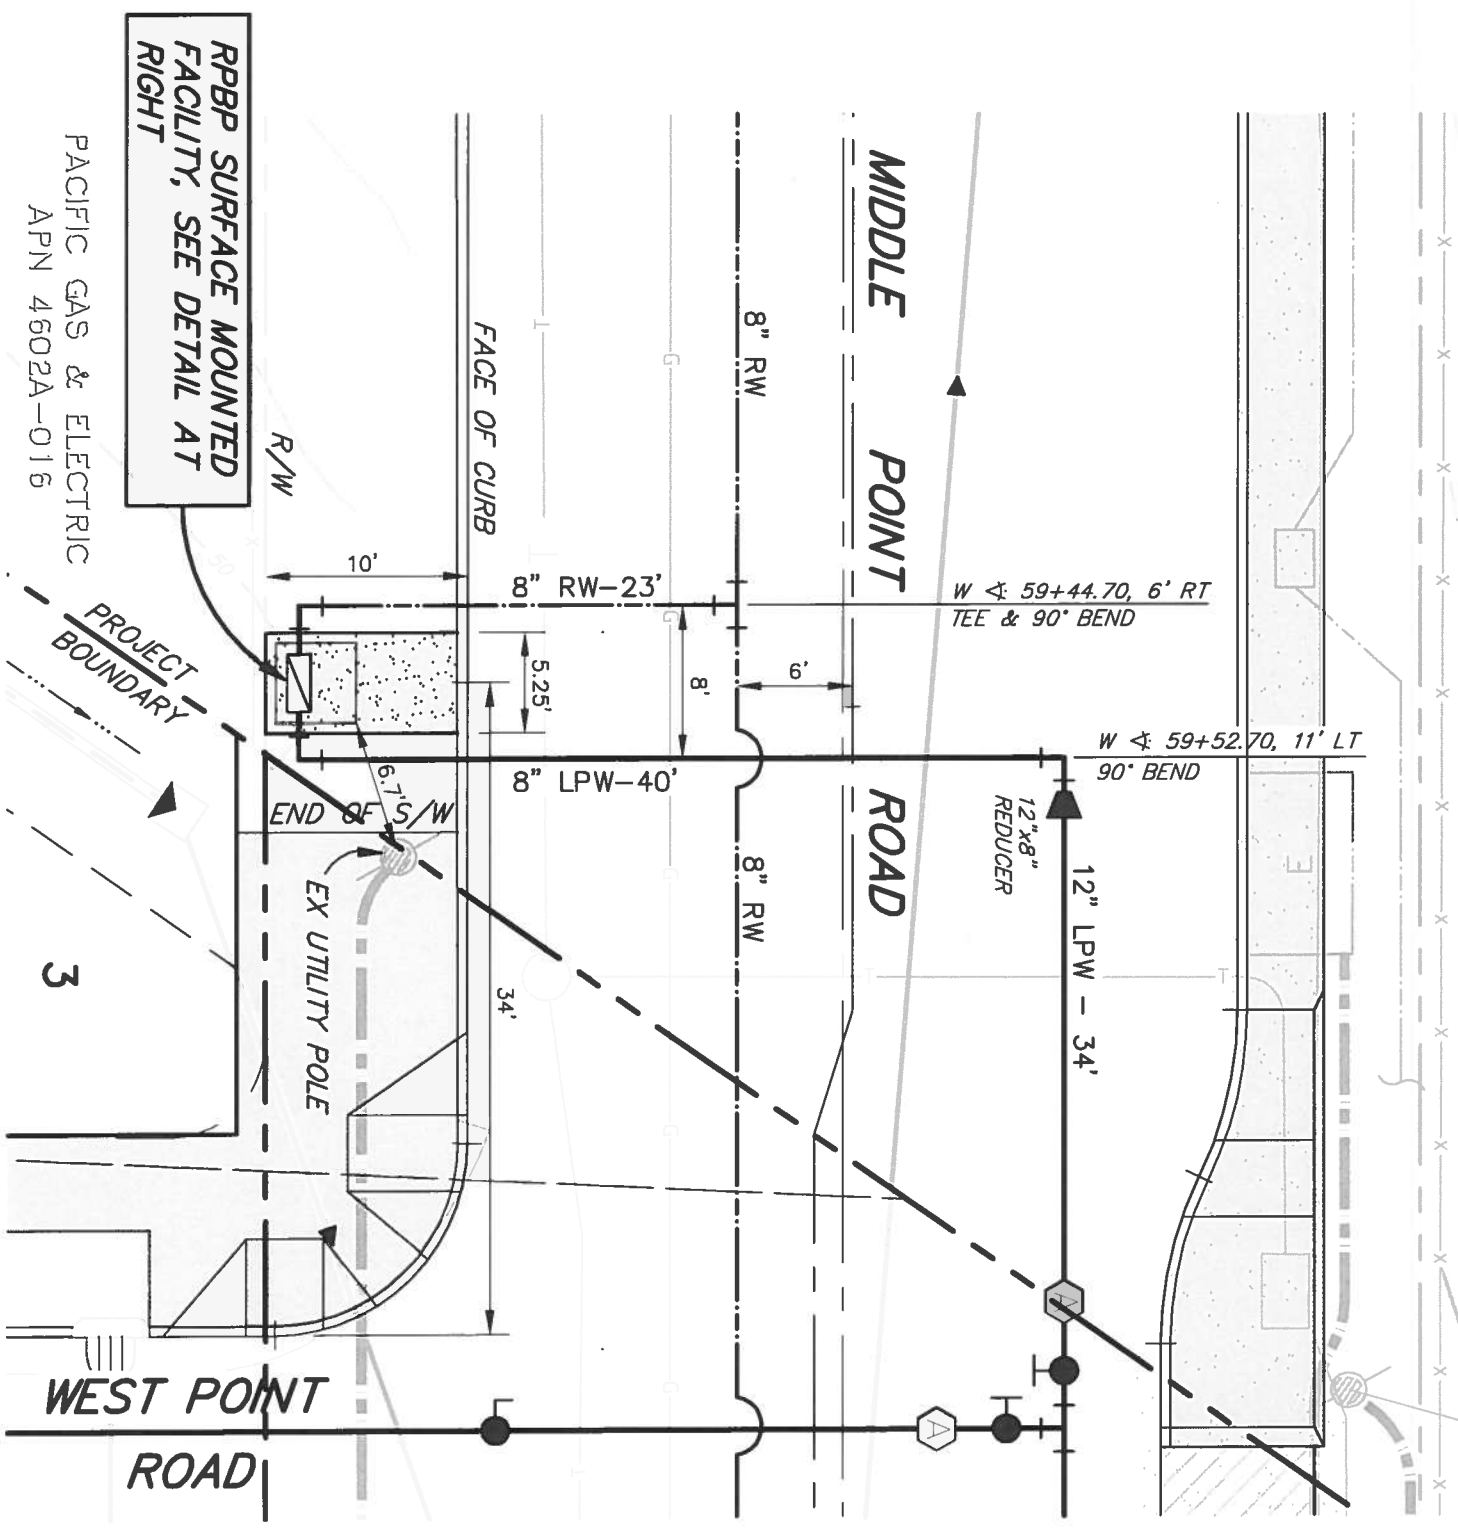 RPBP SURFACE MOUNTED
FACILITY, SEE DETAIL AT
RIGHT
PACIFIC GAS & ELECTRIC
APN 4602A-016
R/W
FACE OF CURB
MIDDLE POINT ROAD
8" RW
10'
8" RW-23'
W ∢ 59+44.70, 6' RT
TEE & 90° BEND
5.25'
8'
6'
PROJECT
BOUNDARY
W ∢ 59+52.70, 11' LT
90° BEND
8" LPW-40'
6.7'
12"x8"
REDUCER
END OF S/W
8" RW
12" LPW - 34'
EX UTILITY POLE
34'
3
50
E
T
T
T
T
T
G
G
G
G
G
X
X
X
X
X
X
X
X
X
X
X
X
X
A
A
WEST POINT
ROAD